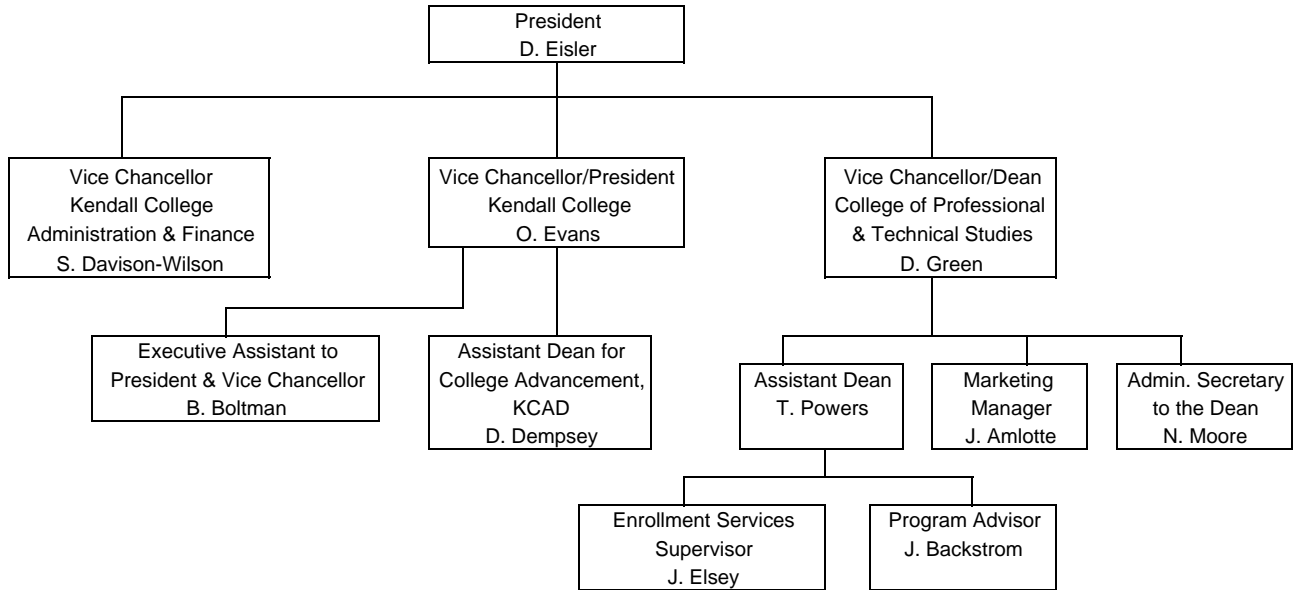 President
D. Eisler
Vice Chancellor
Kendall College
Administration & Finance
S. Davison-Wilson
Vice Chancellor/President
Kendall College
O. Evans
Vice Chancellor/Dean
College of Professional
& Technical Studies
D. Green
Executive Assistant to
President & Vice Chancellor
B. Boltman
Assistant Dean for
College Advancement,
KCAD
D. Dempsey
Assistant Dean
T. Powers
Marketing
Manager
J. Amlotte
Admin. Secretary
to the Dean
N. Moore
Enrollment Services
Supervisor
J. Elsey
Program Advisor
J. Backstrom